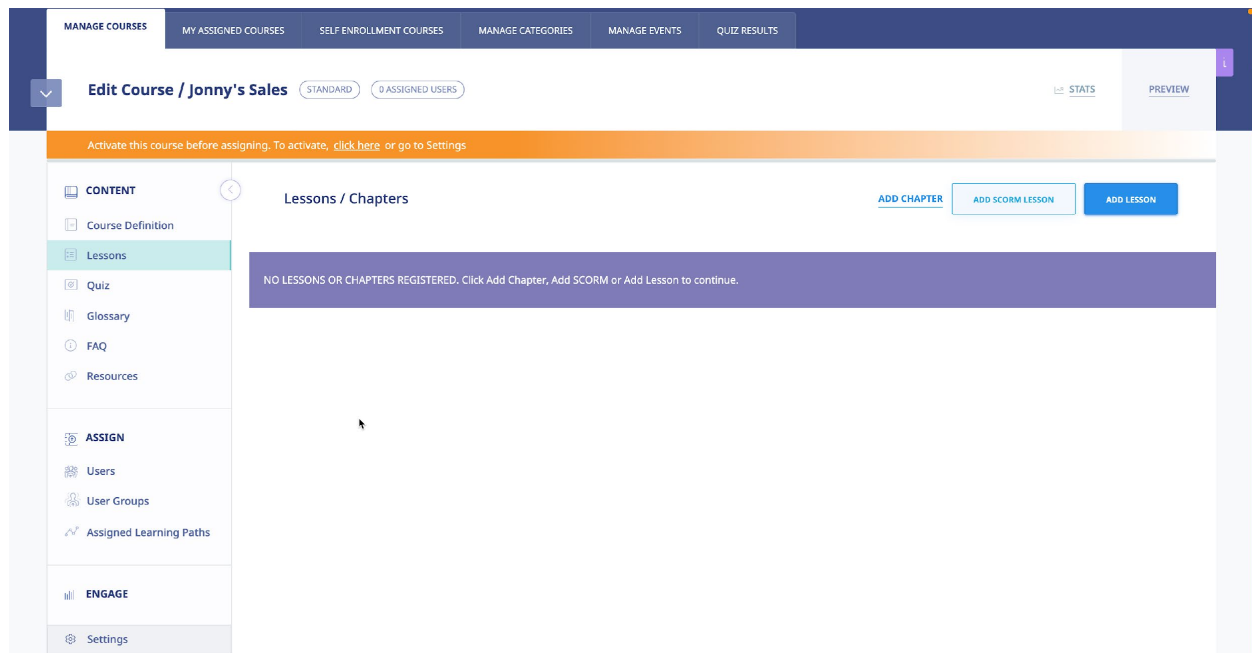 MANAGE COURSES
MY ASSIGNED COURSES
SELF ENROLLMENT COURSES
MANAGE CATEGORIES
MANAGE EVENTS
QUIZ RESULTS
Edit Course / Jonny's Sales
STANDARD
0 ASSIGNED USERS
STATS
PREVIEW
Activate this course before assigning. To activate, click here or go to Settings
CONTENT
Course Definition
Lessons
Quiz
Glossary
FAQ
Resources
ASSIGN
Users
User Groups
Assigned Learning Paths
ENGAGE
Settings
Lessons / Chapters
ADD CHAPTER
ADD SCORM LESSON
ADD LESSON
NO LESSONS OR CHAPTERS REGISTERED. Click Add Chapter, Add SCORM or Add Lesson to continue.